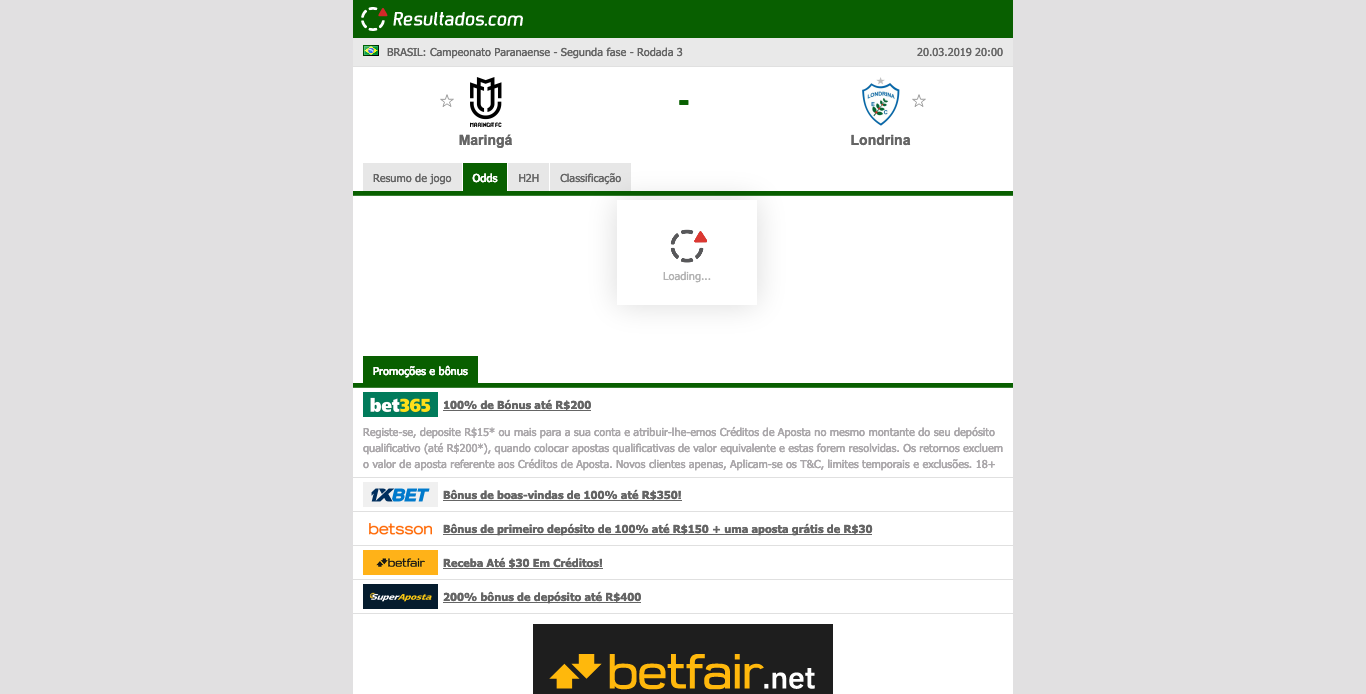 Resultados.com
BRASIL: Campeonato Paranaense - Segunda fase - Rodada 3
20.03.2019 20:00
MARINGÁ FC
LONDRINA
E C
-
Maringá
Londrina
Resumo de jogo
Odds
H2H
Classificação
Loading...
Promoções e bônus
bet365
100% de Bónus até R$200
Registe-se, deposite R$15* ou mais para a sua conta e atribuir-lhe-emos Créditos de Aposta no mesmo montante do seu depósito
qualificativo (até R$200*), quando colocar apostas qualificativas de valor equivalente e estas forem resolvidas. Os retornos excluem
o valor de aposta referente aos Créditos de Aposta. Novos clientes apenas, Aplicam-se os T&C, limites temporais e exclusões. 18+
1XBET
Bônus de boas-vindas de 100% até R$350!
betsson
Bônus de primeiro depósito de 100% até R$150 + uma aposta grátis de R$30
betfair
Receba Até $30 Em Créditos!
SuperAposta
200% bônus de depósito até R$400
betfair.net